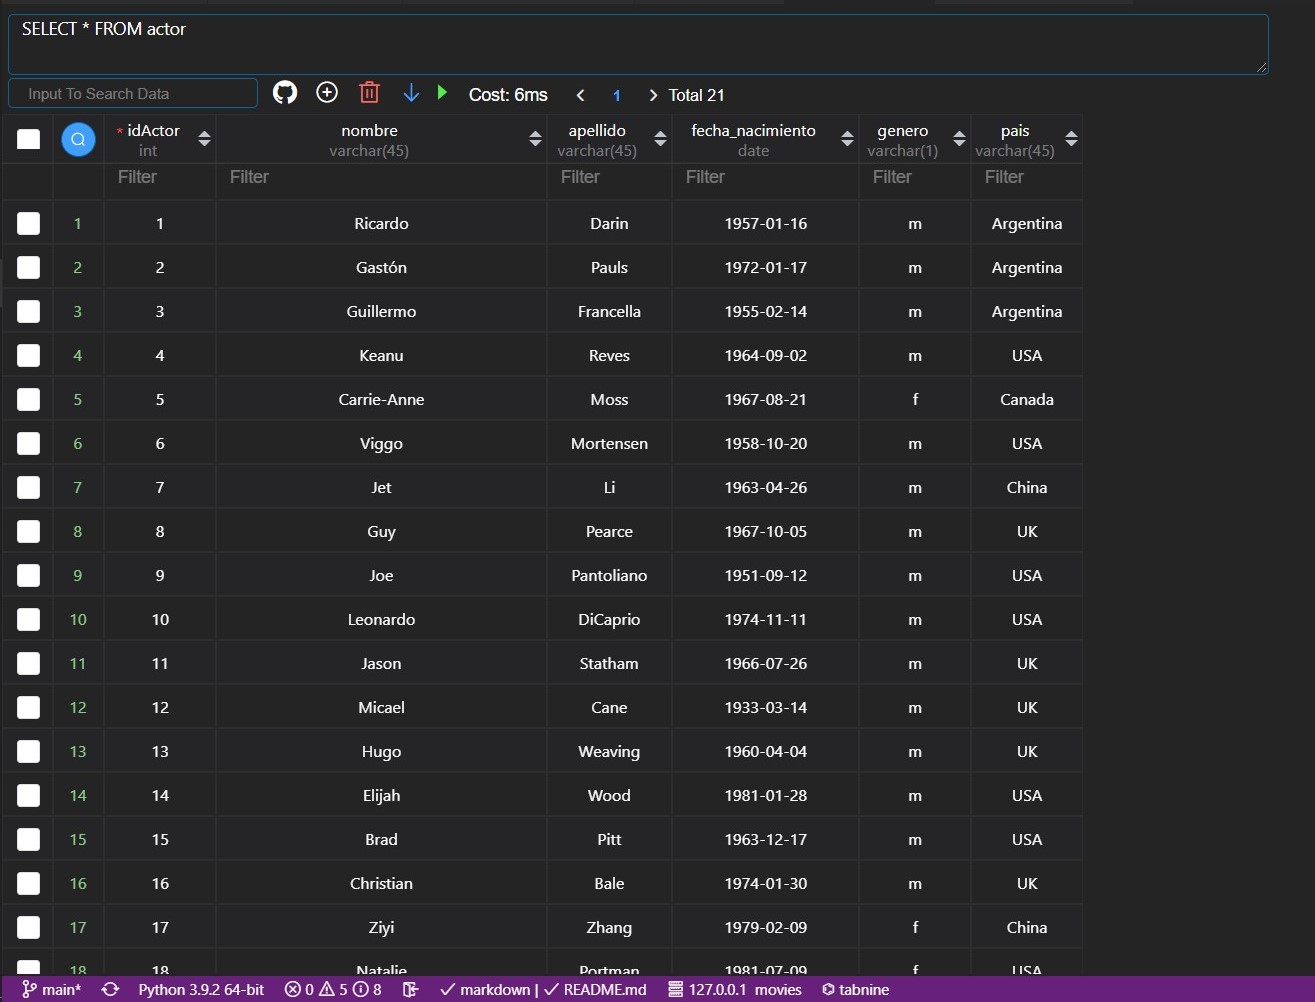 SELECT * FROM actor
Input To Search Data Cost: 6ms 1 Total 21
* idActor nombre apellido fecha_nacimiento genero pais
int varchar(45) varchar(45) date varchar(1) varchar(45)
Filter Filter Filter Filter Filter Filter
1 1 Ricardo Darin 1957-01-16 m Argentina
2 2 Gastón Pauls 1972-01-17 m Argentina
3 3 Guillermo Francella 1955-02-14 m Argentina
4 4 Keanu Reves 1964-09-02 m USA
5 5 Carrie-Anne Moss 1967-08-21 f Canada
6 6 Viggo Mortensen 1958-10-20 m USA
7 7 Jet Li 1963-04-26 m China
8 8 Guy Pearce 1967-10-05 m UK
9 9 Joe Pantoliano 1951-09-12 m USA
10 10 Leonardo DiCaprio 1974-11-11 m USA
11 11 Jason Statham 1966-07-26 m UK
12 12 Micael Cane 1933-03-14 m UK
13 13 Hugo Weaving 1960-04-04 m UK
14 14 Elijah Wood 1981-01-28 m USA
15 15 Brad Pitt 1963-12-17 m USA
16 16 Christian Bale 1974-01-30 m UK
17 17 Ziyi Zhang 1979-02-09 f China
18 18 Natalie Portman 1981-07-09 f USA
main* Python 3.9.2 64-bit 0 5 8 markdown | README.md 127.0.0.1 movies tabnine